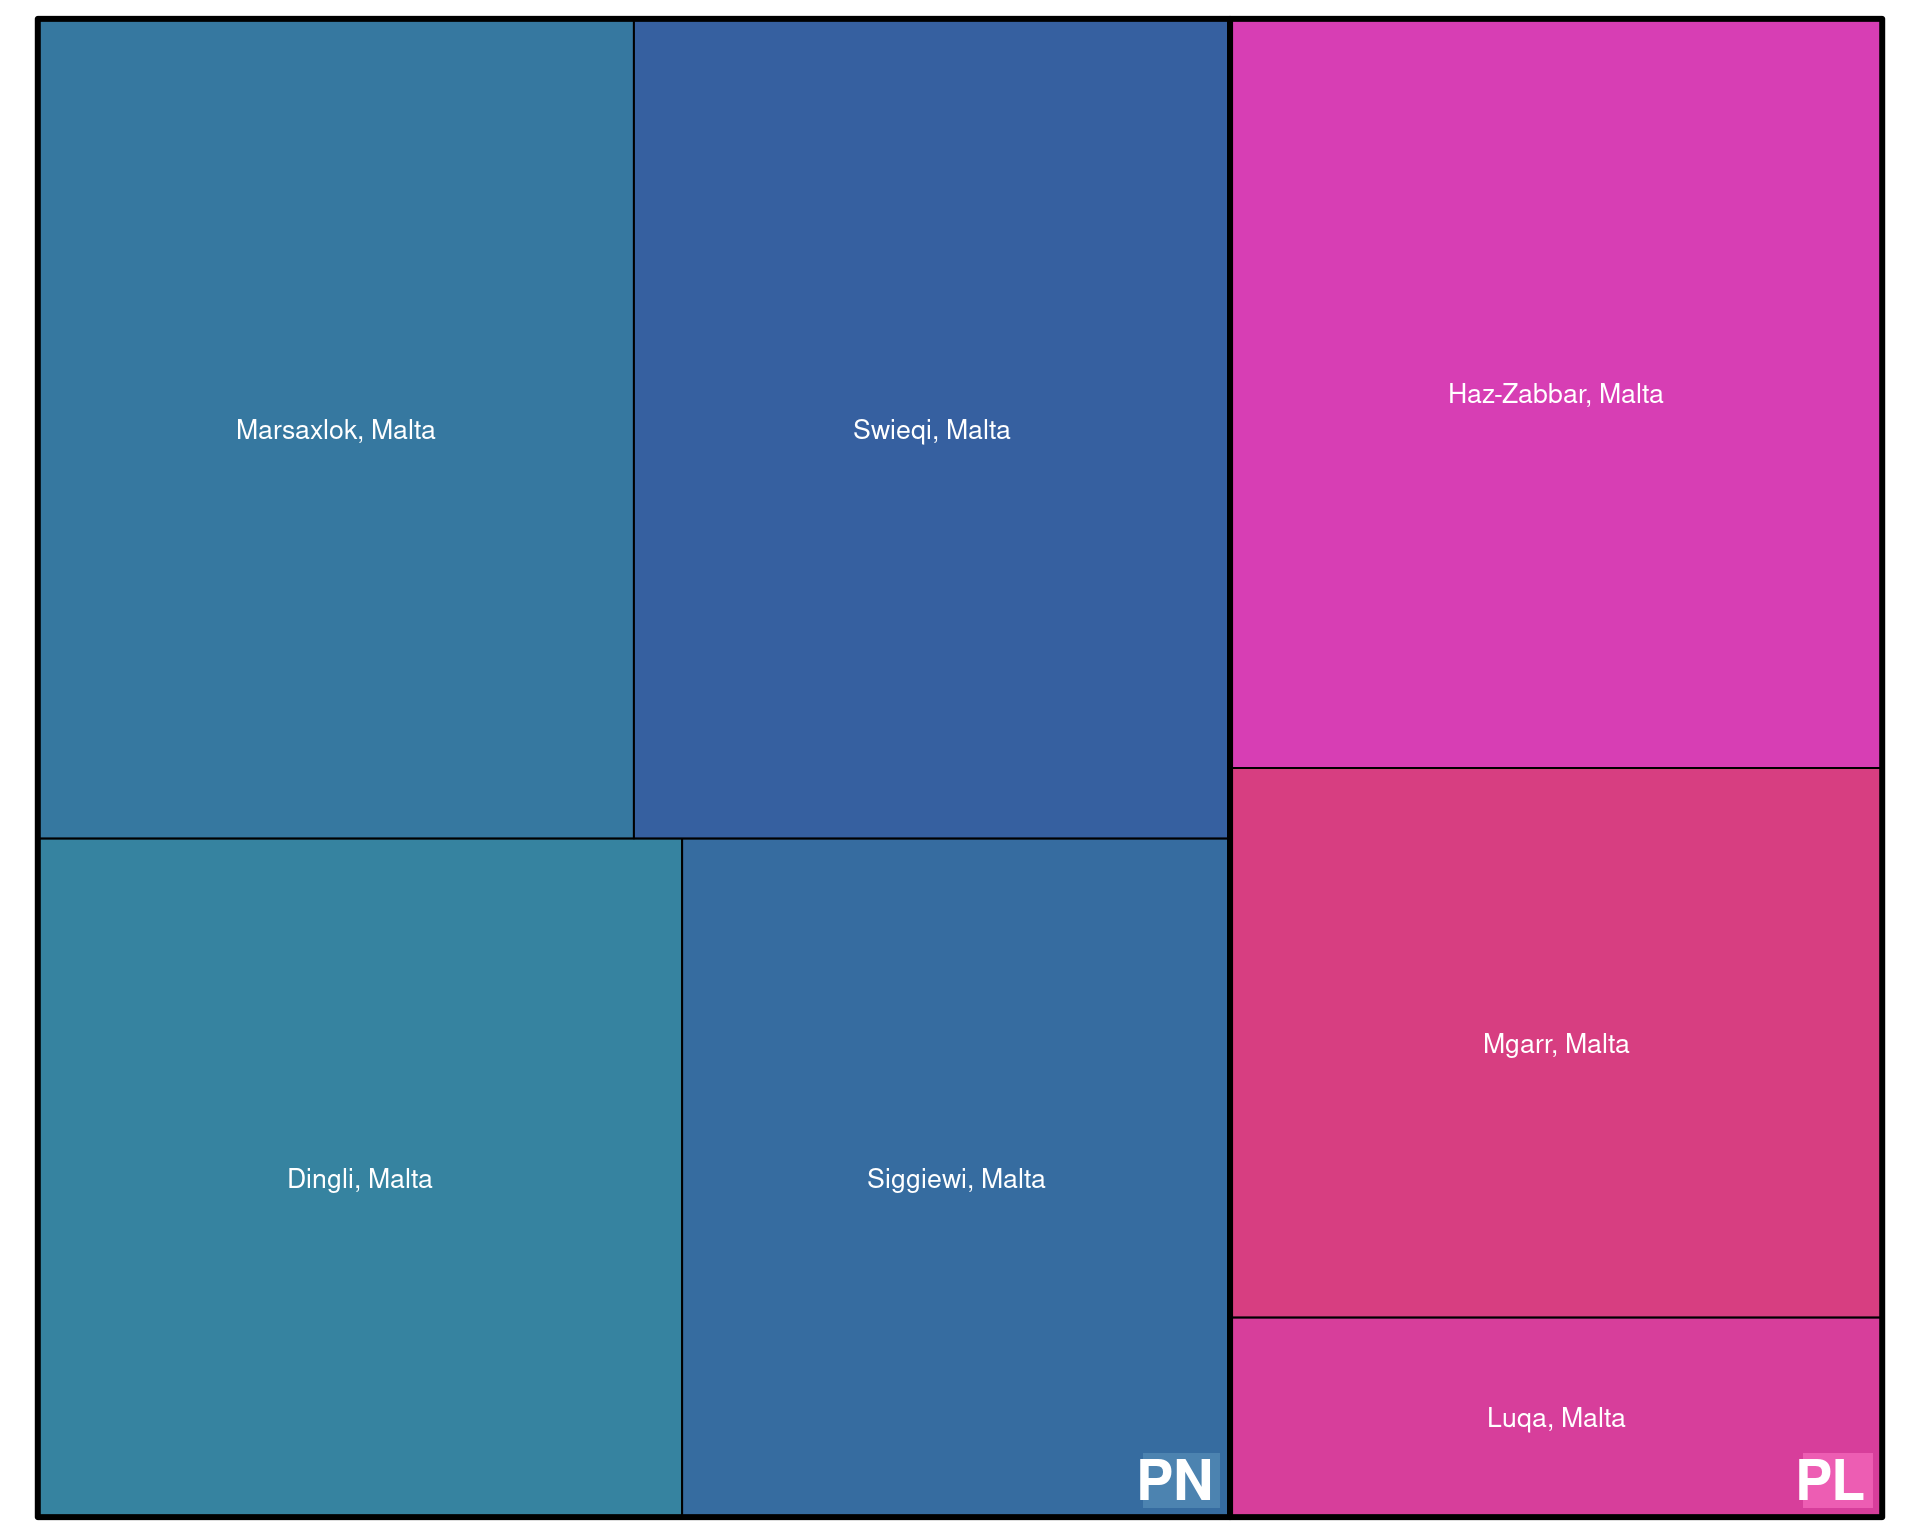 Marsaxlok, Malta
Swieqi, Malta
Haz-Zabbar, Malta
Mgarr, Malta
Dingli, Malta
Siggiewi, Malta
Luqa, Malta
PN
PL